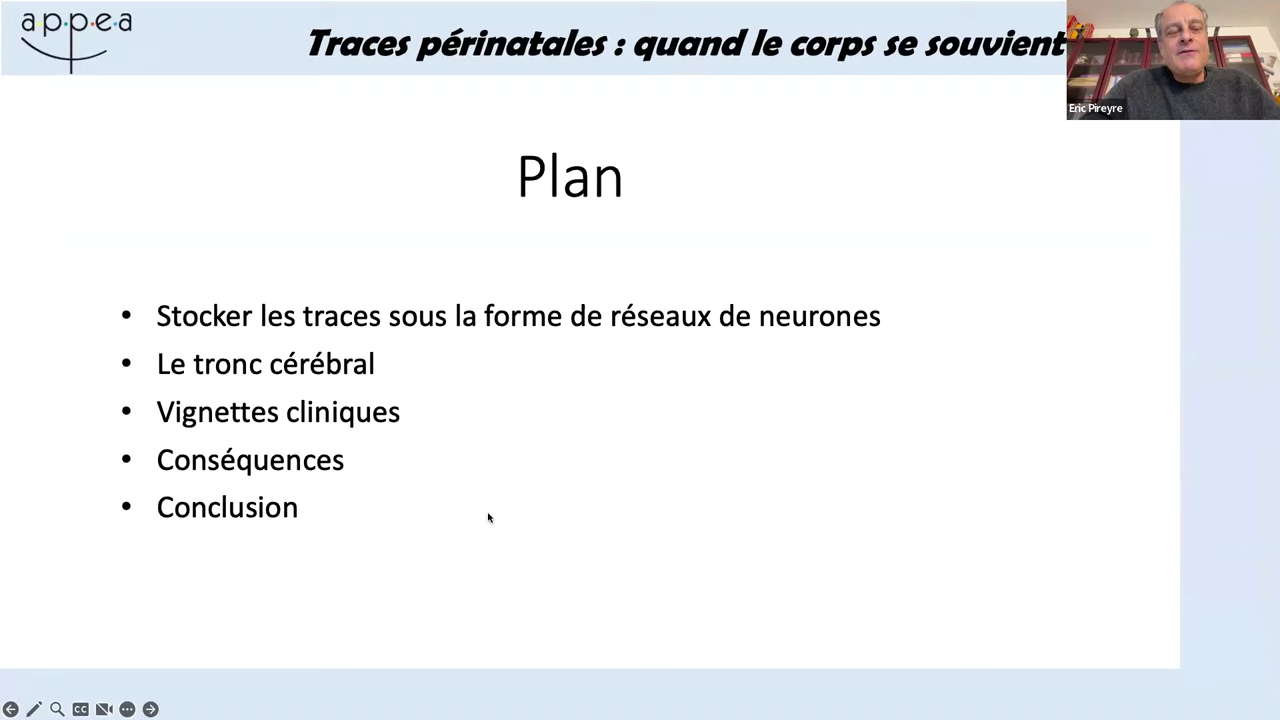 a·p·p·e·a
Traces périnatales : quand le corps se souvient
Eric Pireyre
Plan
• Stocker les traces sous la forme de réseaux de neurones
• Le tronc cérébral
• Vignettes cliniques
• Conséquences
• Conclusion
CC